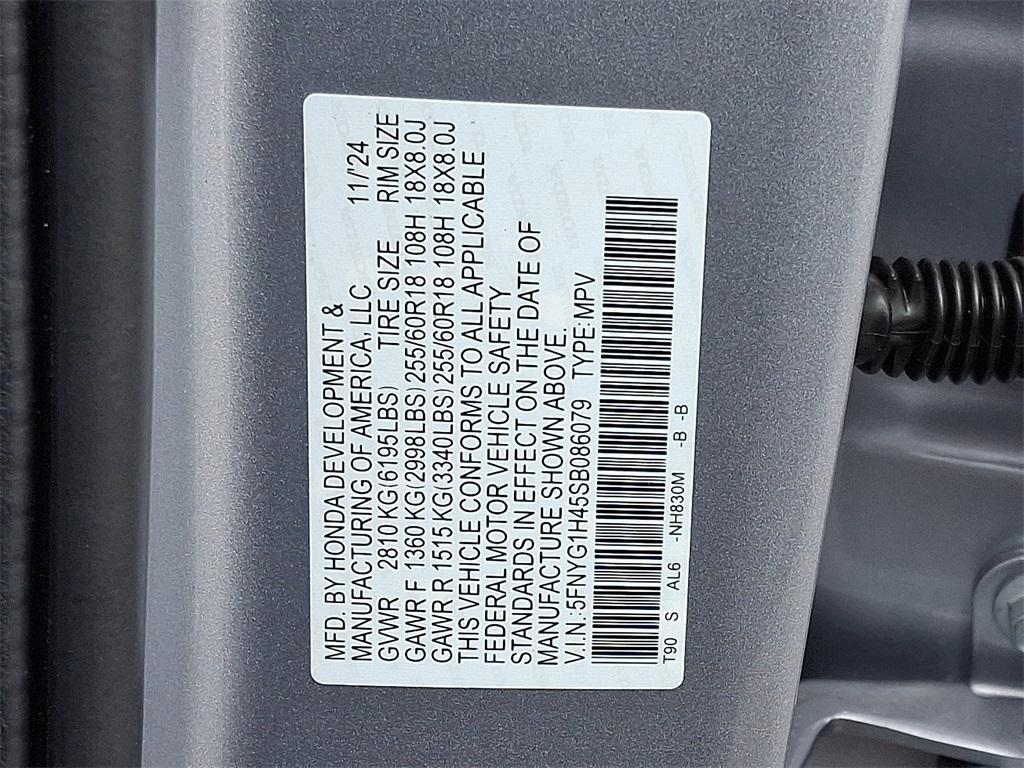 MFD. BY HONDA DEVELOPMENT &
MANUFACTURING OF AMERICA, LLC 11/24
GVWR 2810 KG(6195LBS) TIRE SIZE RIM SIZE
GAWR F 1360 KG(2998LBS) 255/60R18 108H 18X8.0J
GAWR R 1515 KG(3340LBS) 255/60R18 108H 18X8.0J
THIS VEHICLE CONFORMS TO ALL APPLICABLE
FEDERAL MOTOR VEHICLE SAFETY
STANDARDS IN EFFECT ON THE DATE OF
MANUFACTURE SHOWN ABOVE.
V.I.N.:5FNYG1H45SB086079 TYPE:MPV
T90 S AL6 -NH830M -B -B